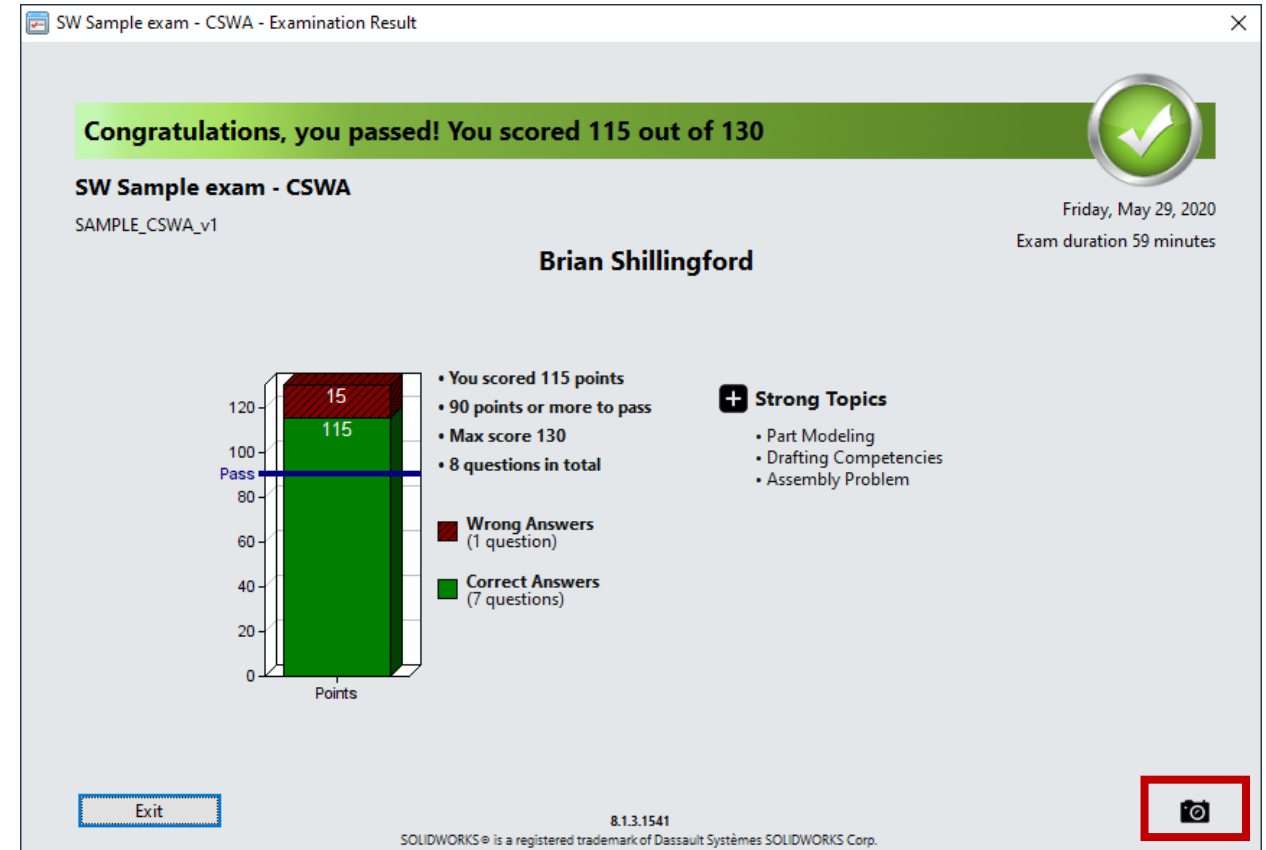 SW Sample exam - CSWA - Examination Result
Congratulations, you passed! You scored 115 out of 130
SW Sample exam - CSWA
SAMPLE_CSWA_v1
Friday, May 29, 2020
Exam duration 59 minutes
Brian Shillingford
120
100
Pass
80
60
40
20
0
15
115
Points
• You scored 115 points
• 90 points or more to pass
• Max score 130
• 8 questions in total
Wrong Answers
(1 question)
Correct Answers
(7 questions)
Strong Topics
• Part Modeling
• Drafting Competencies
• Assembly Problem
Exit
8.1.3.1541
SOLIDWORKS® is a registered trademark of Dassault Systèmes SOLIDWORKS Corp.